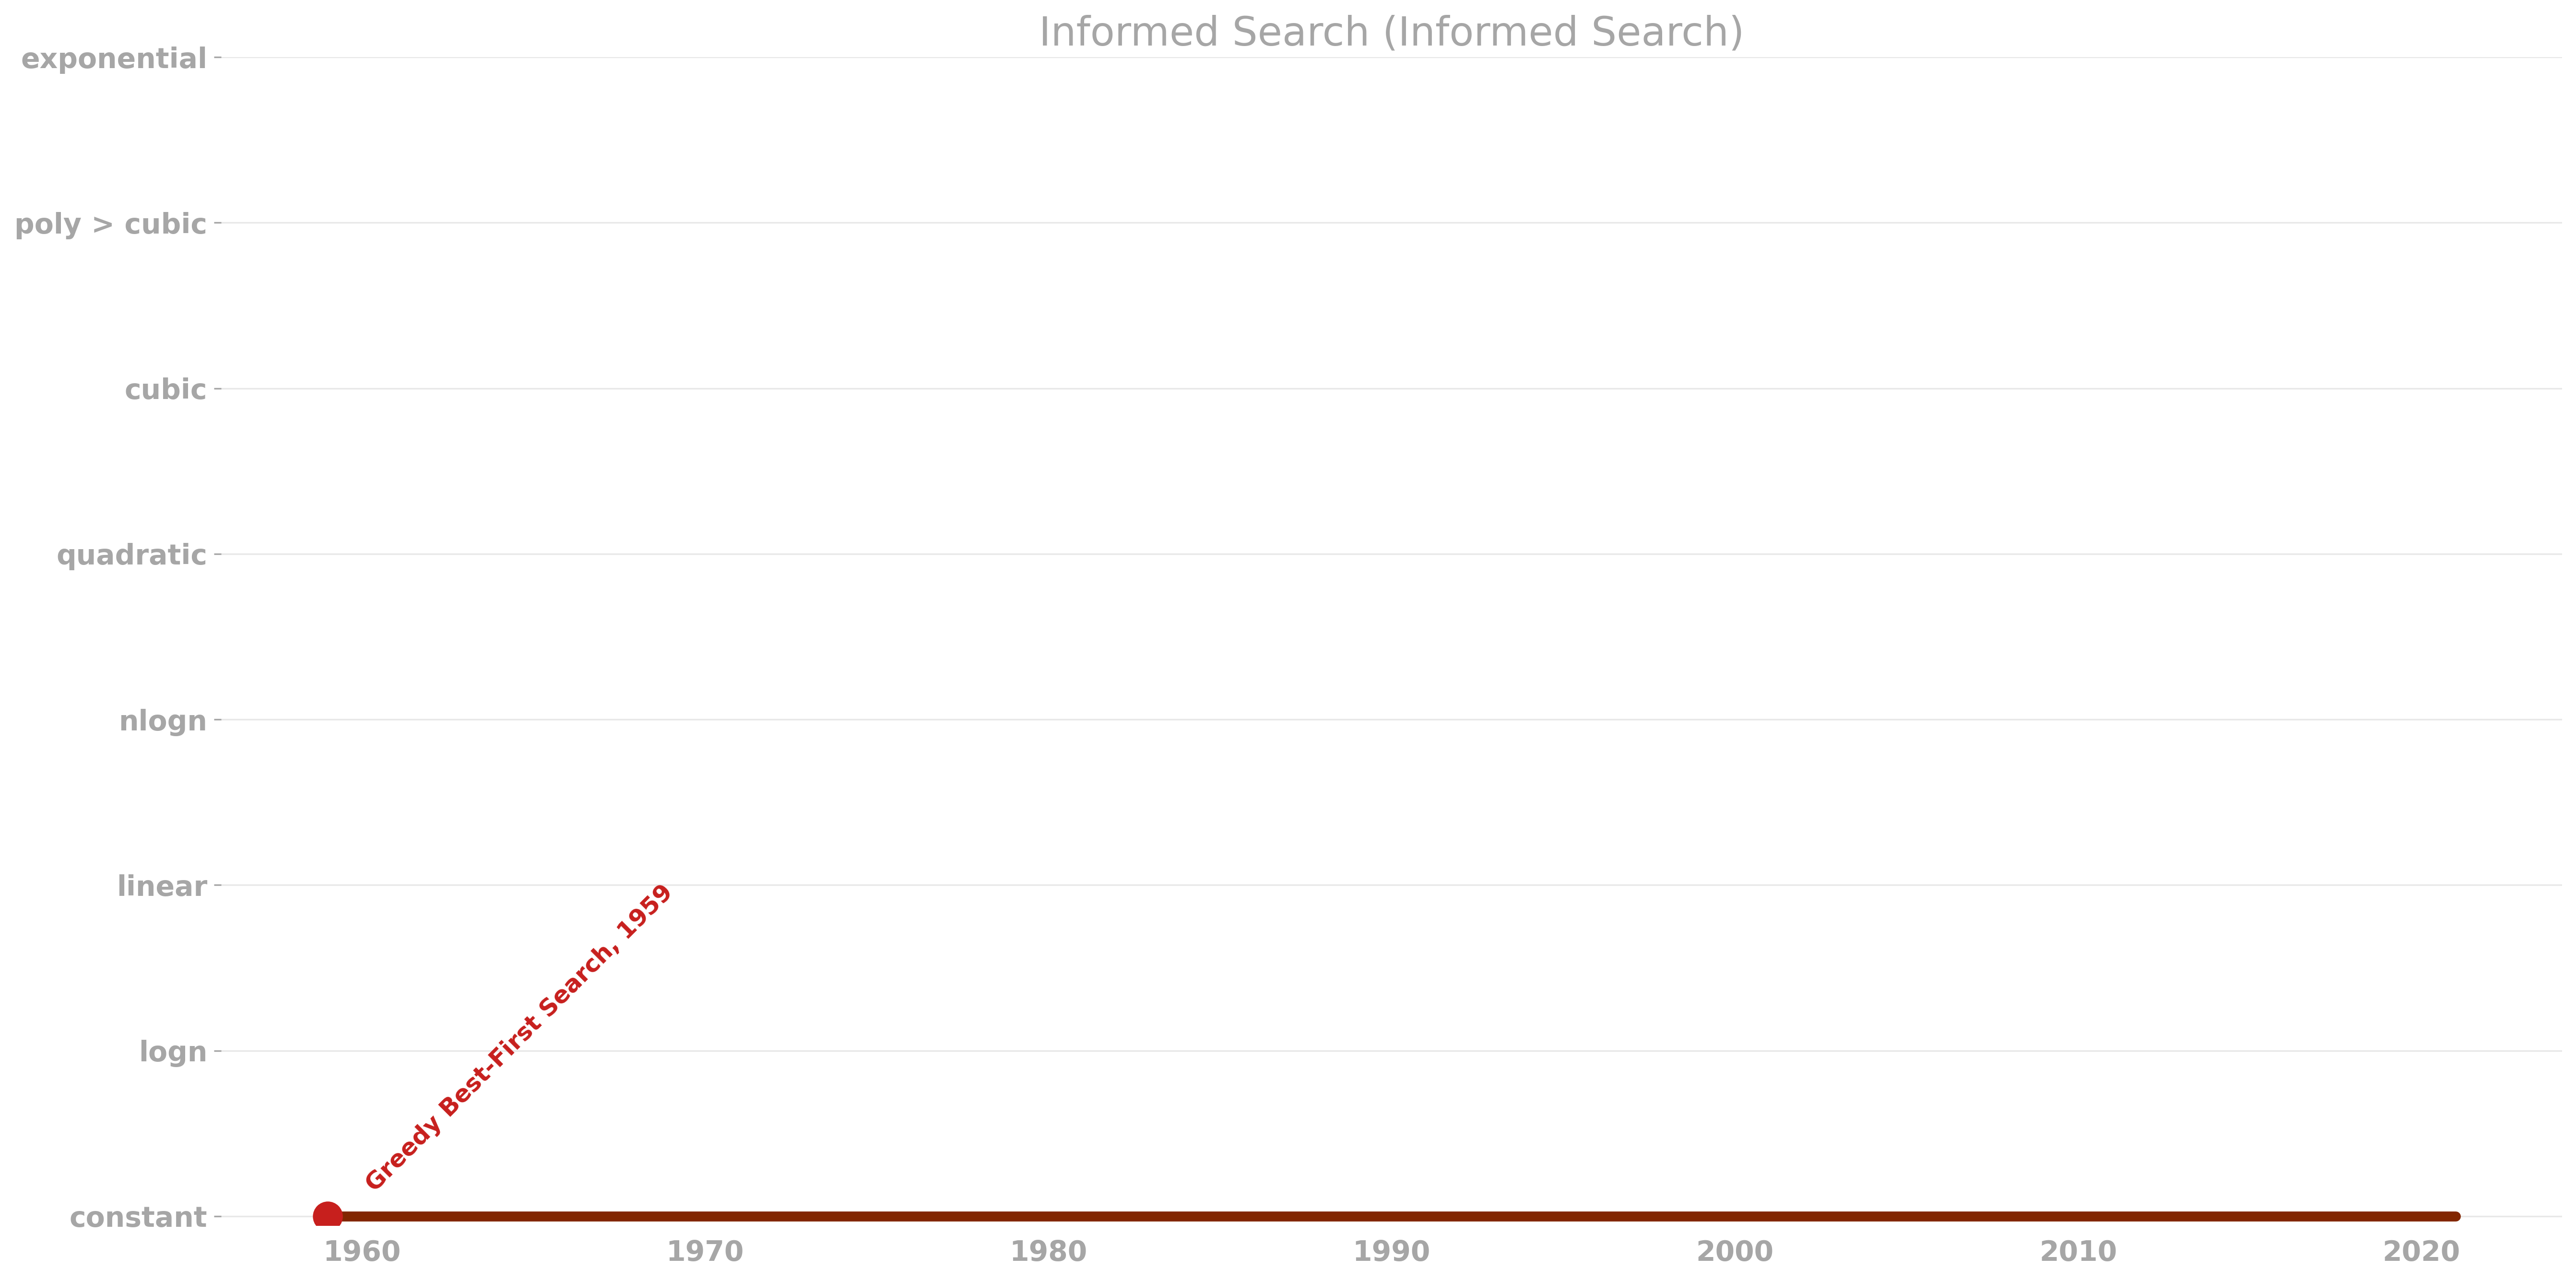 Informed Search (Informed Search)
exponential
poly > cubic
cubic
quadratic
nlogn
linear
logn
constant
Greedy Best-First Search, 1959
1960 1970 1980 1990 2000 2010 2020